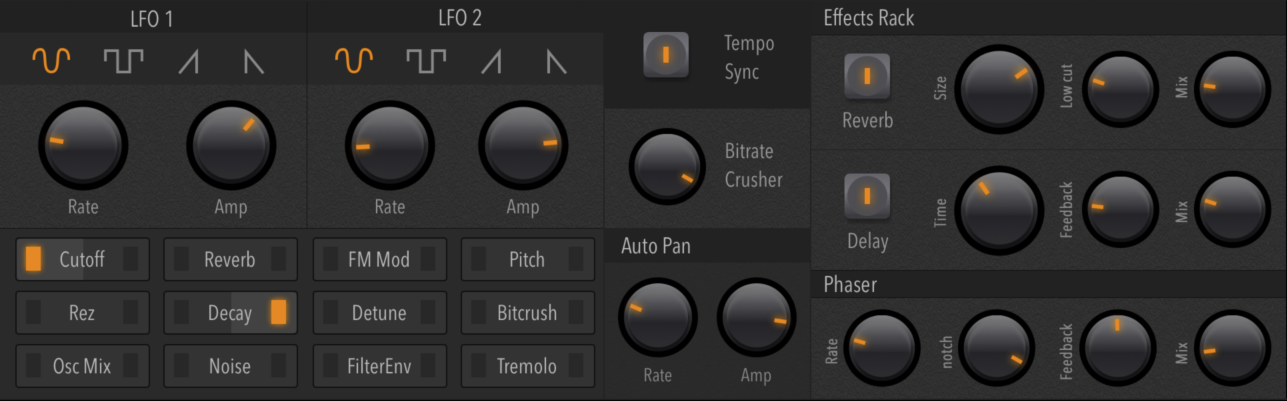 LFO 1
LFO 2
Rate
Amp
Rate
Amp
Tempo
Sync
Bitrate
Crusher
Cutoff
Reverb
FM Mod
Pitch
Rez
Decay
Detune
Bitcrush
Osc Mix
Noise
FilterEnv
Tremolo
Auto Pan
Rate
Amp
Effects Rack
Reverb
Size
Low cut
Mix
Delay
Time
Feedback
Mix
Phaser
Rate
notch
Feedback
Mix